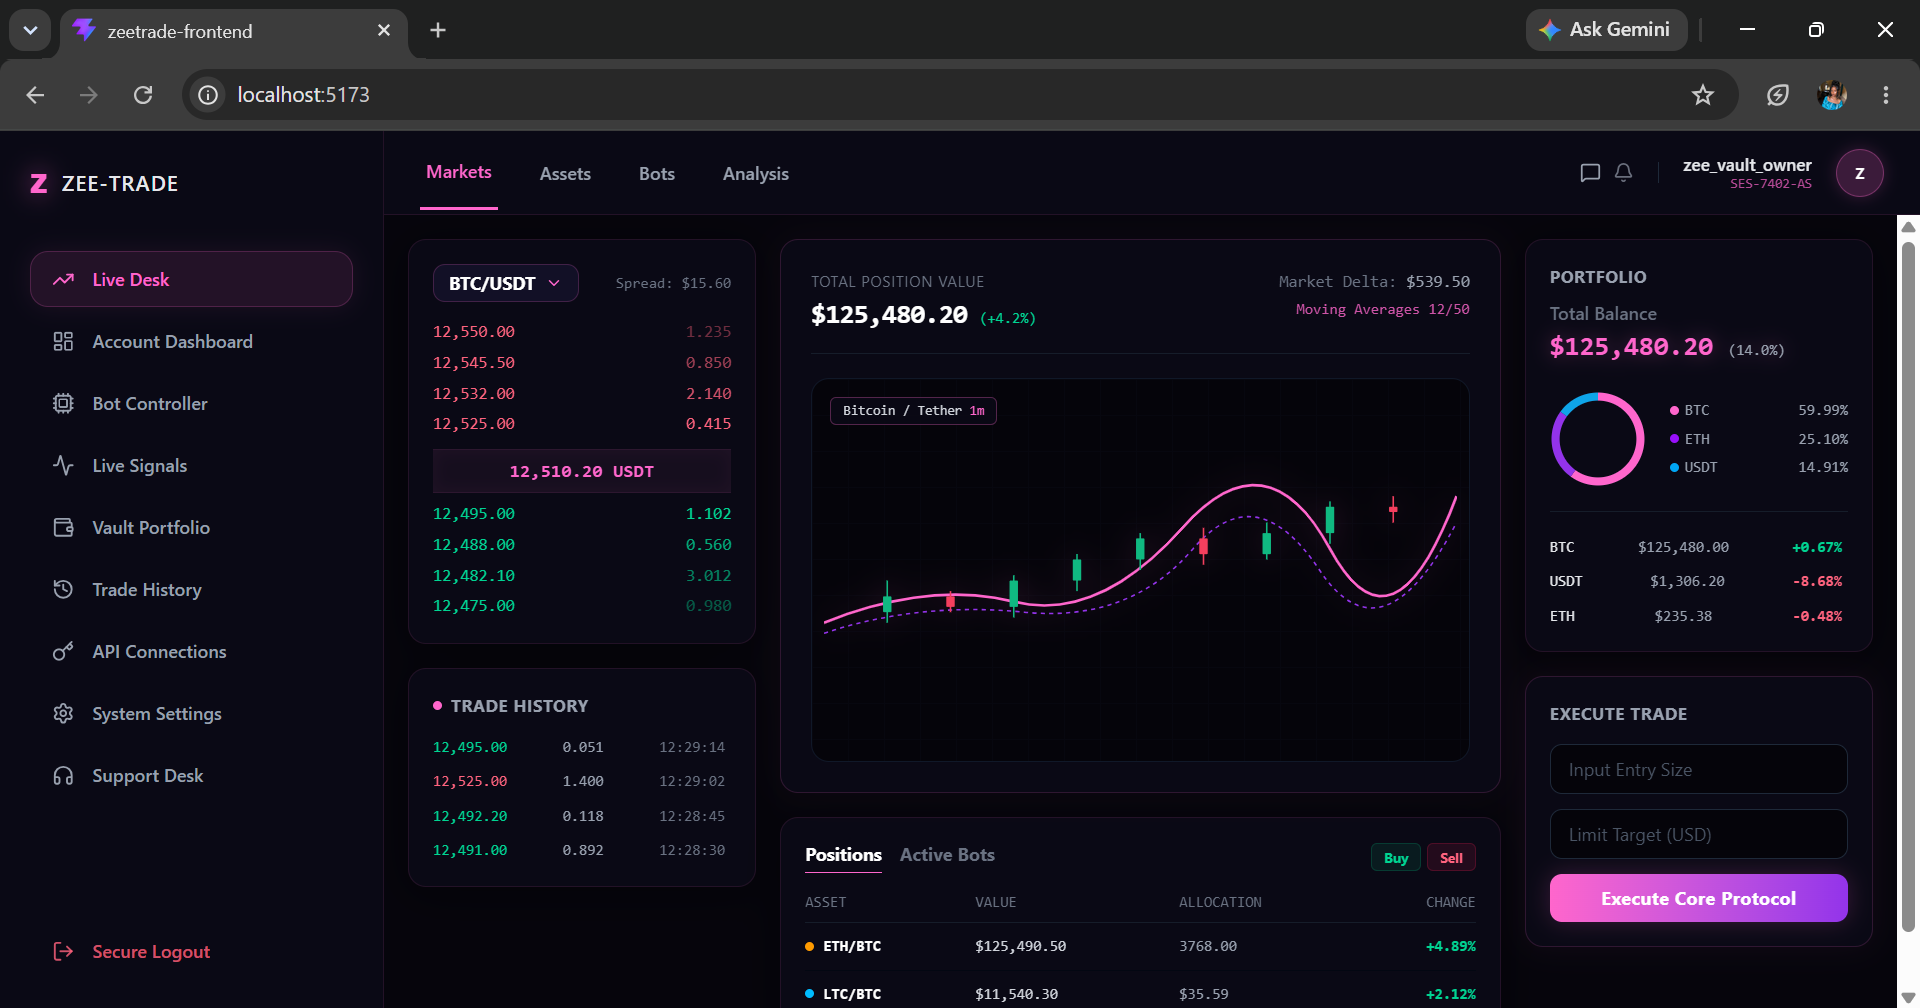 zeetrade-frontend
Ask Gemini
localhost:5173
Z ZEE-TRADE
Live Desk
Account Dashboard
Bot Controller
Live Signals
Vault Portfolio
Trade History
API Connections
System Settings
Support Desk
Secure Logout
Markets Assets Bots Analysis
zee_vault_owner
SES-7402-AS
Z
BTC/USDT Spread: $15.60
12,550.00 1.235
12,545.50 0.850
12,532.00 2.140
12,525.00 0.415
12,510.20 USDT
12,495.00 1.102
12,488.00 0.560
12,482.10 3.012
12,475.00 0.980
TRADE HISTORY
12,495.00 0.051 12:29:14
12,525.00 1.400 12:29:02
12,492.20 0.118 12:28:45
12,491.00 0.892 12:28:30
TOTAL POSITION VALUE
$125,480.20 (+4.2%)
Market Delta: $539.50
Moving Averages 12/50
Bitcoin / Tether 1m
Positions Active Bots Buy Sell
ASSET VALUE ALLOCATION CHANGE
ETH/BTC $125,490.50 3768.00 +4.89%
LTC/BTC $11,540.30 $35.59 +2.12%
PORTFOLIO
Total Balance
$125,480.20 (14.0%)
BTC 59.99%
ETH 25.10%
USDT 14.91%
BTC $125,480.00 +0.67%
USDT $1,306.20 -8.68%
ETH $235.38 -0.48%
EXECUTE TRADE
Input Entry Size
Limit Target (USD)
Execute Core Protocol